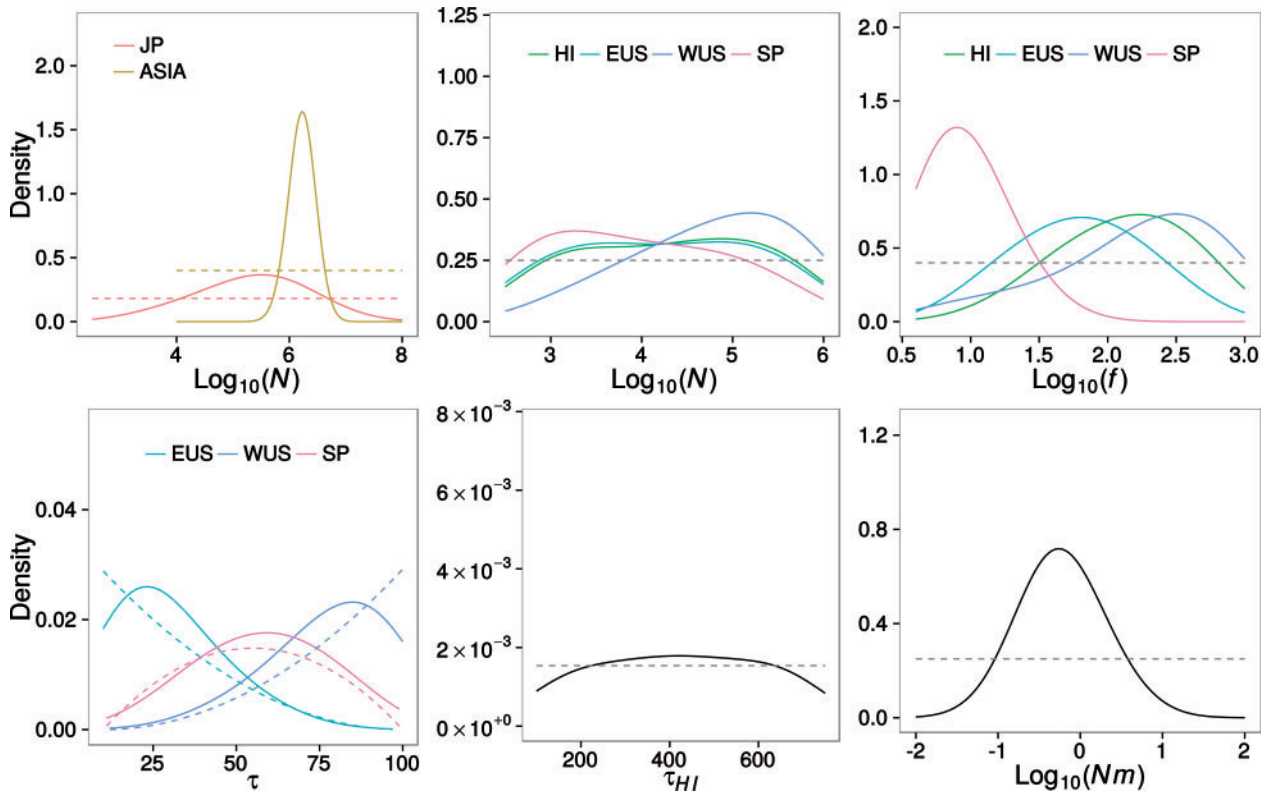 Density
2.0
1.5
1.0
0.5
0.0
JP
ASIA
4 6 8
Log10(N)
1.25
1.00
0.75
0.50
0.25
0.00
HI EUS WUS SP
3 4 5 6
Log10(N)
2.0
1.5
1.0
0.5
0.0
HI EUS WUS SP
0.5 1.0 1.5 2.0 2.5 3.0
Log10(f)
Density
0.04
0.02
0.00
EUS WUS SP
25 50 75 100
τ
8×10⁻³
6×10⁻³
4×10⁻³
2×10⁻³
0×10⁺⁰
200 400 600
τHI
1.2
0.8
0.4
0.0
-2 -1 0 1 2
Log10(Nm)